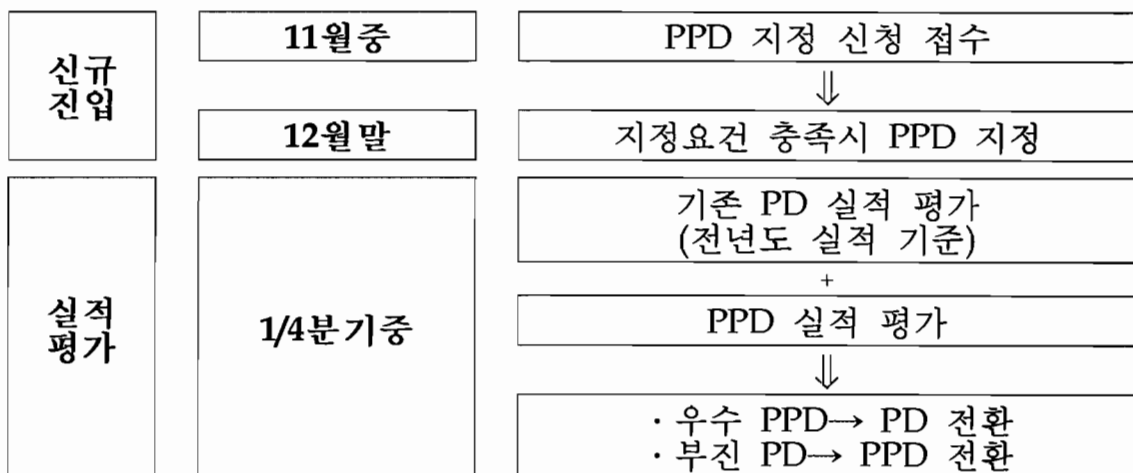 신규
진입
11월중
PPD 지정 신청 접수
⇓
12월말
지정요건 충족시 PPD 지정
실적
평가
1/4분기중
기존 PD 실적 평가
(전년도 실적 기준)
+
PPD 실적 평가
⇓
· 우수 PPD→ PD 전환
· 부진 PD→ PPD 전환